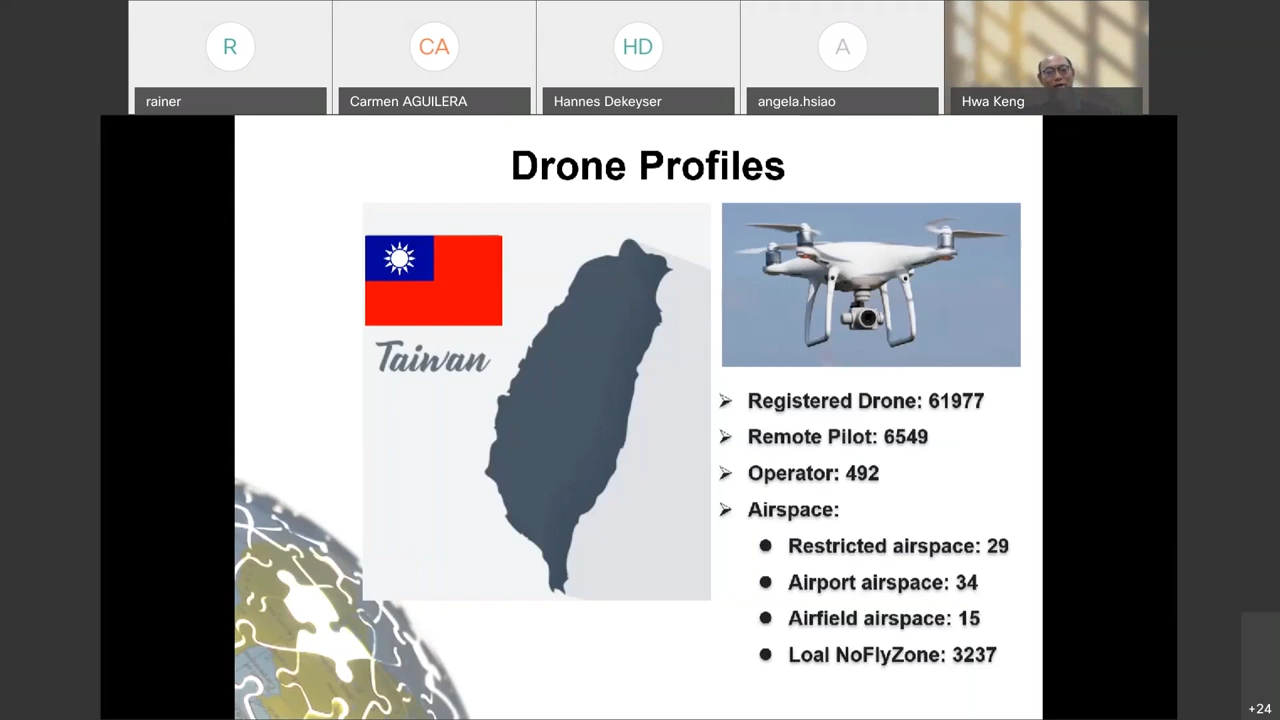 R
CA
HD
A
rainer
Carmen AGUILERA
Hannes Dekeyser
angela.hsiao
Hwa Keng
Drone Profiles
Taiwan
Registered Drone: 61977
Remote Pilot: 6549
Operator: 492
Airspace:
Restricted airspace: 29
Airport airspace: 34
Airfield airspace: 15
Loal NoFlyZone: 3237
+24